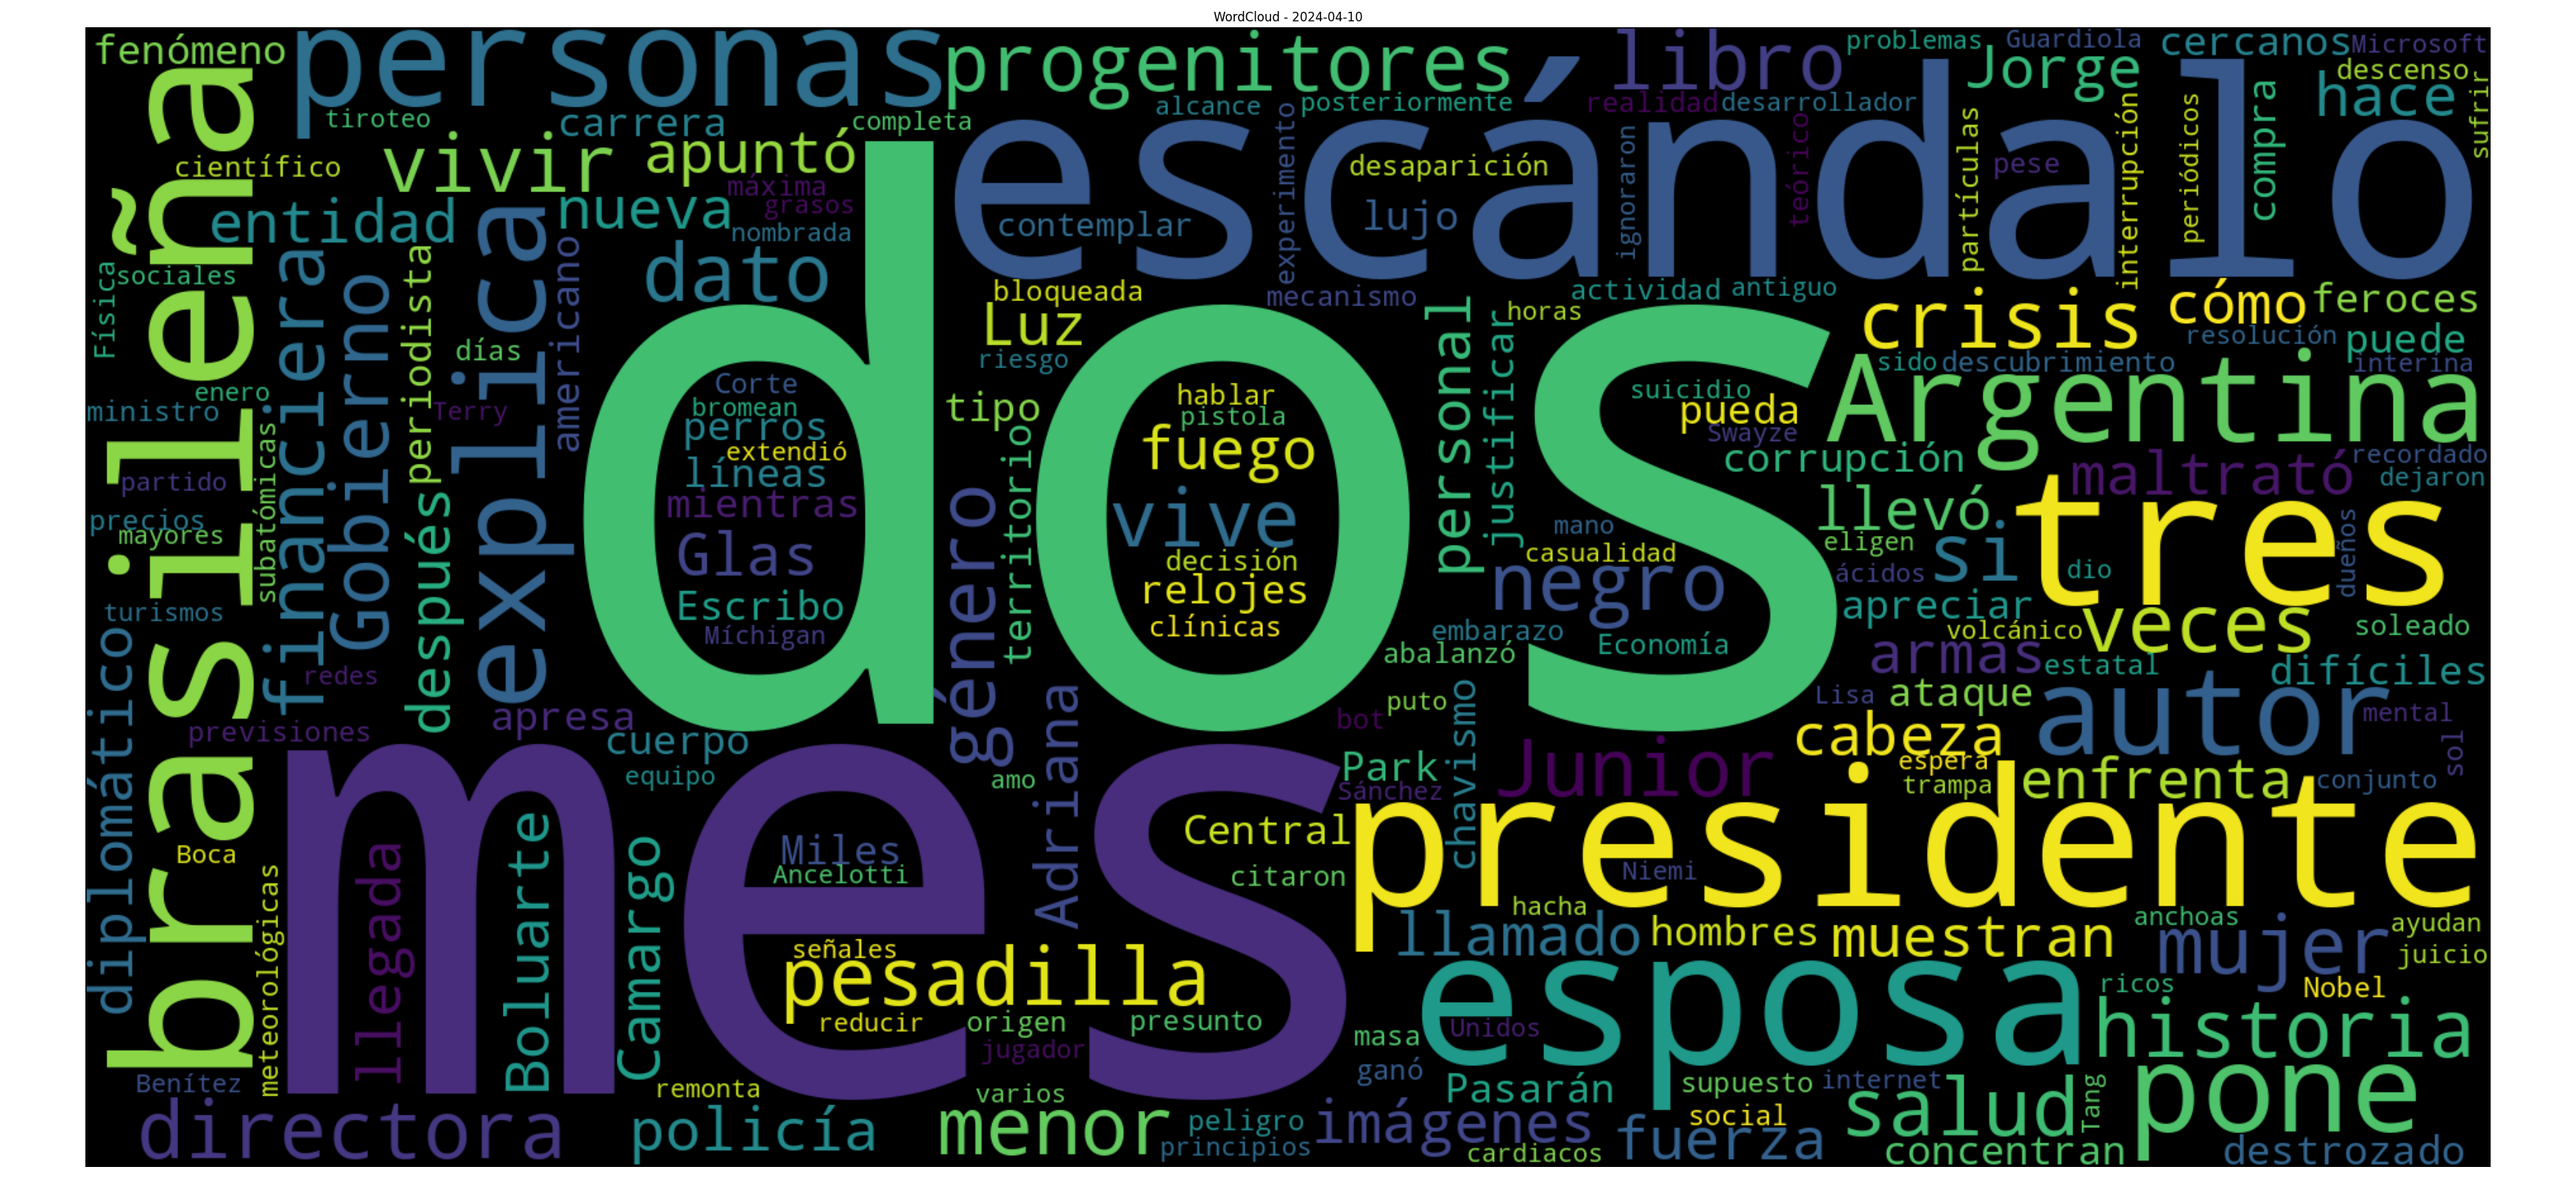 WordCloud - 2024-04-10
fenómeno
personas
progenitores
libro
problemas
Guardiola
cercanos
Microsoft
Jorge
descenso
hace
sufrir
tiroteo
carrera
completa
alcance
posteriormente
realidad
desarrollador
escándalo
científico
vivir
apuntó
experimento
desaparición
ignoraron
teórico
partículas
pese
interrupción
periódicos
compra
máxima
grasos
entidad
nueva
nombrada
contemplar
lujo
brasileña
Física
sociales
financiera
Gobierno
periodista
explica
americano
dato
bloqueada
mecanismo
actividad
antiguo
Luz
horas
crisis
cómo
feroces
resolución
puede
riesgo
días
dos
personal
justificar
sido
descubrimiento
interina
enero
ministro
Terry
Corte
bromean
perros
extendió
líneas
mientras
Glas
Escribo
Míchigan
tipo
territorio
hablar
pistola
fuego
vive
decisión
relojes
clínicas
suicidio
pueda
Swayze
Argentina
corrupción
maltrató
recordado
dejaron
partido
subatómicas.
precios
mayores
después
género
mano
casualidad
negro
llevó
eligen
si
tres
dueños
ácidos
dio
turismos
apreciar
volcánico
veces
soleado
embarazo
abalanzó
Economía
armas
estatal
difíciles
diplomático
redes
previsiones
apresa
cuerpo
equipo
amo
Adriana
bot
puto
chavismo
Lisa
ataque
autor
mental
sol
Park
Sánchez
Junior
cabeza
espera
trampa
enfrenta
conjunto
mes
Boca
meteorológicas
llegada
Boluarte
Camargo
Miles
Ancelotti
Central
citaron
presidente
Niemi
hacha
llamado
hombres
muestran
anchoas
mujer
ayudan
juicio
señales
pesadilla
reducir
origen
presunto
jugador
masa
Unidos
esposa
ricos
Nobel
historia
Benítez
remonta
varios
ganó
Pasarán
supuesto
internet
salud
Tang
pone
directora
policía
menor
peligro
principios
imágenes
social
fuerza
cardiacos
concentran
destrozado